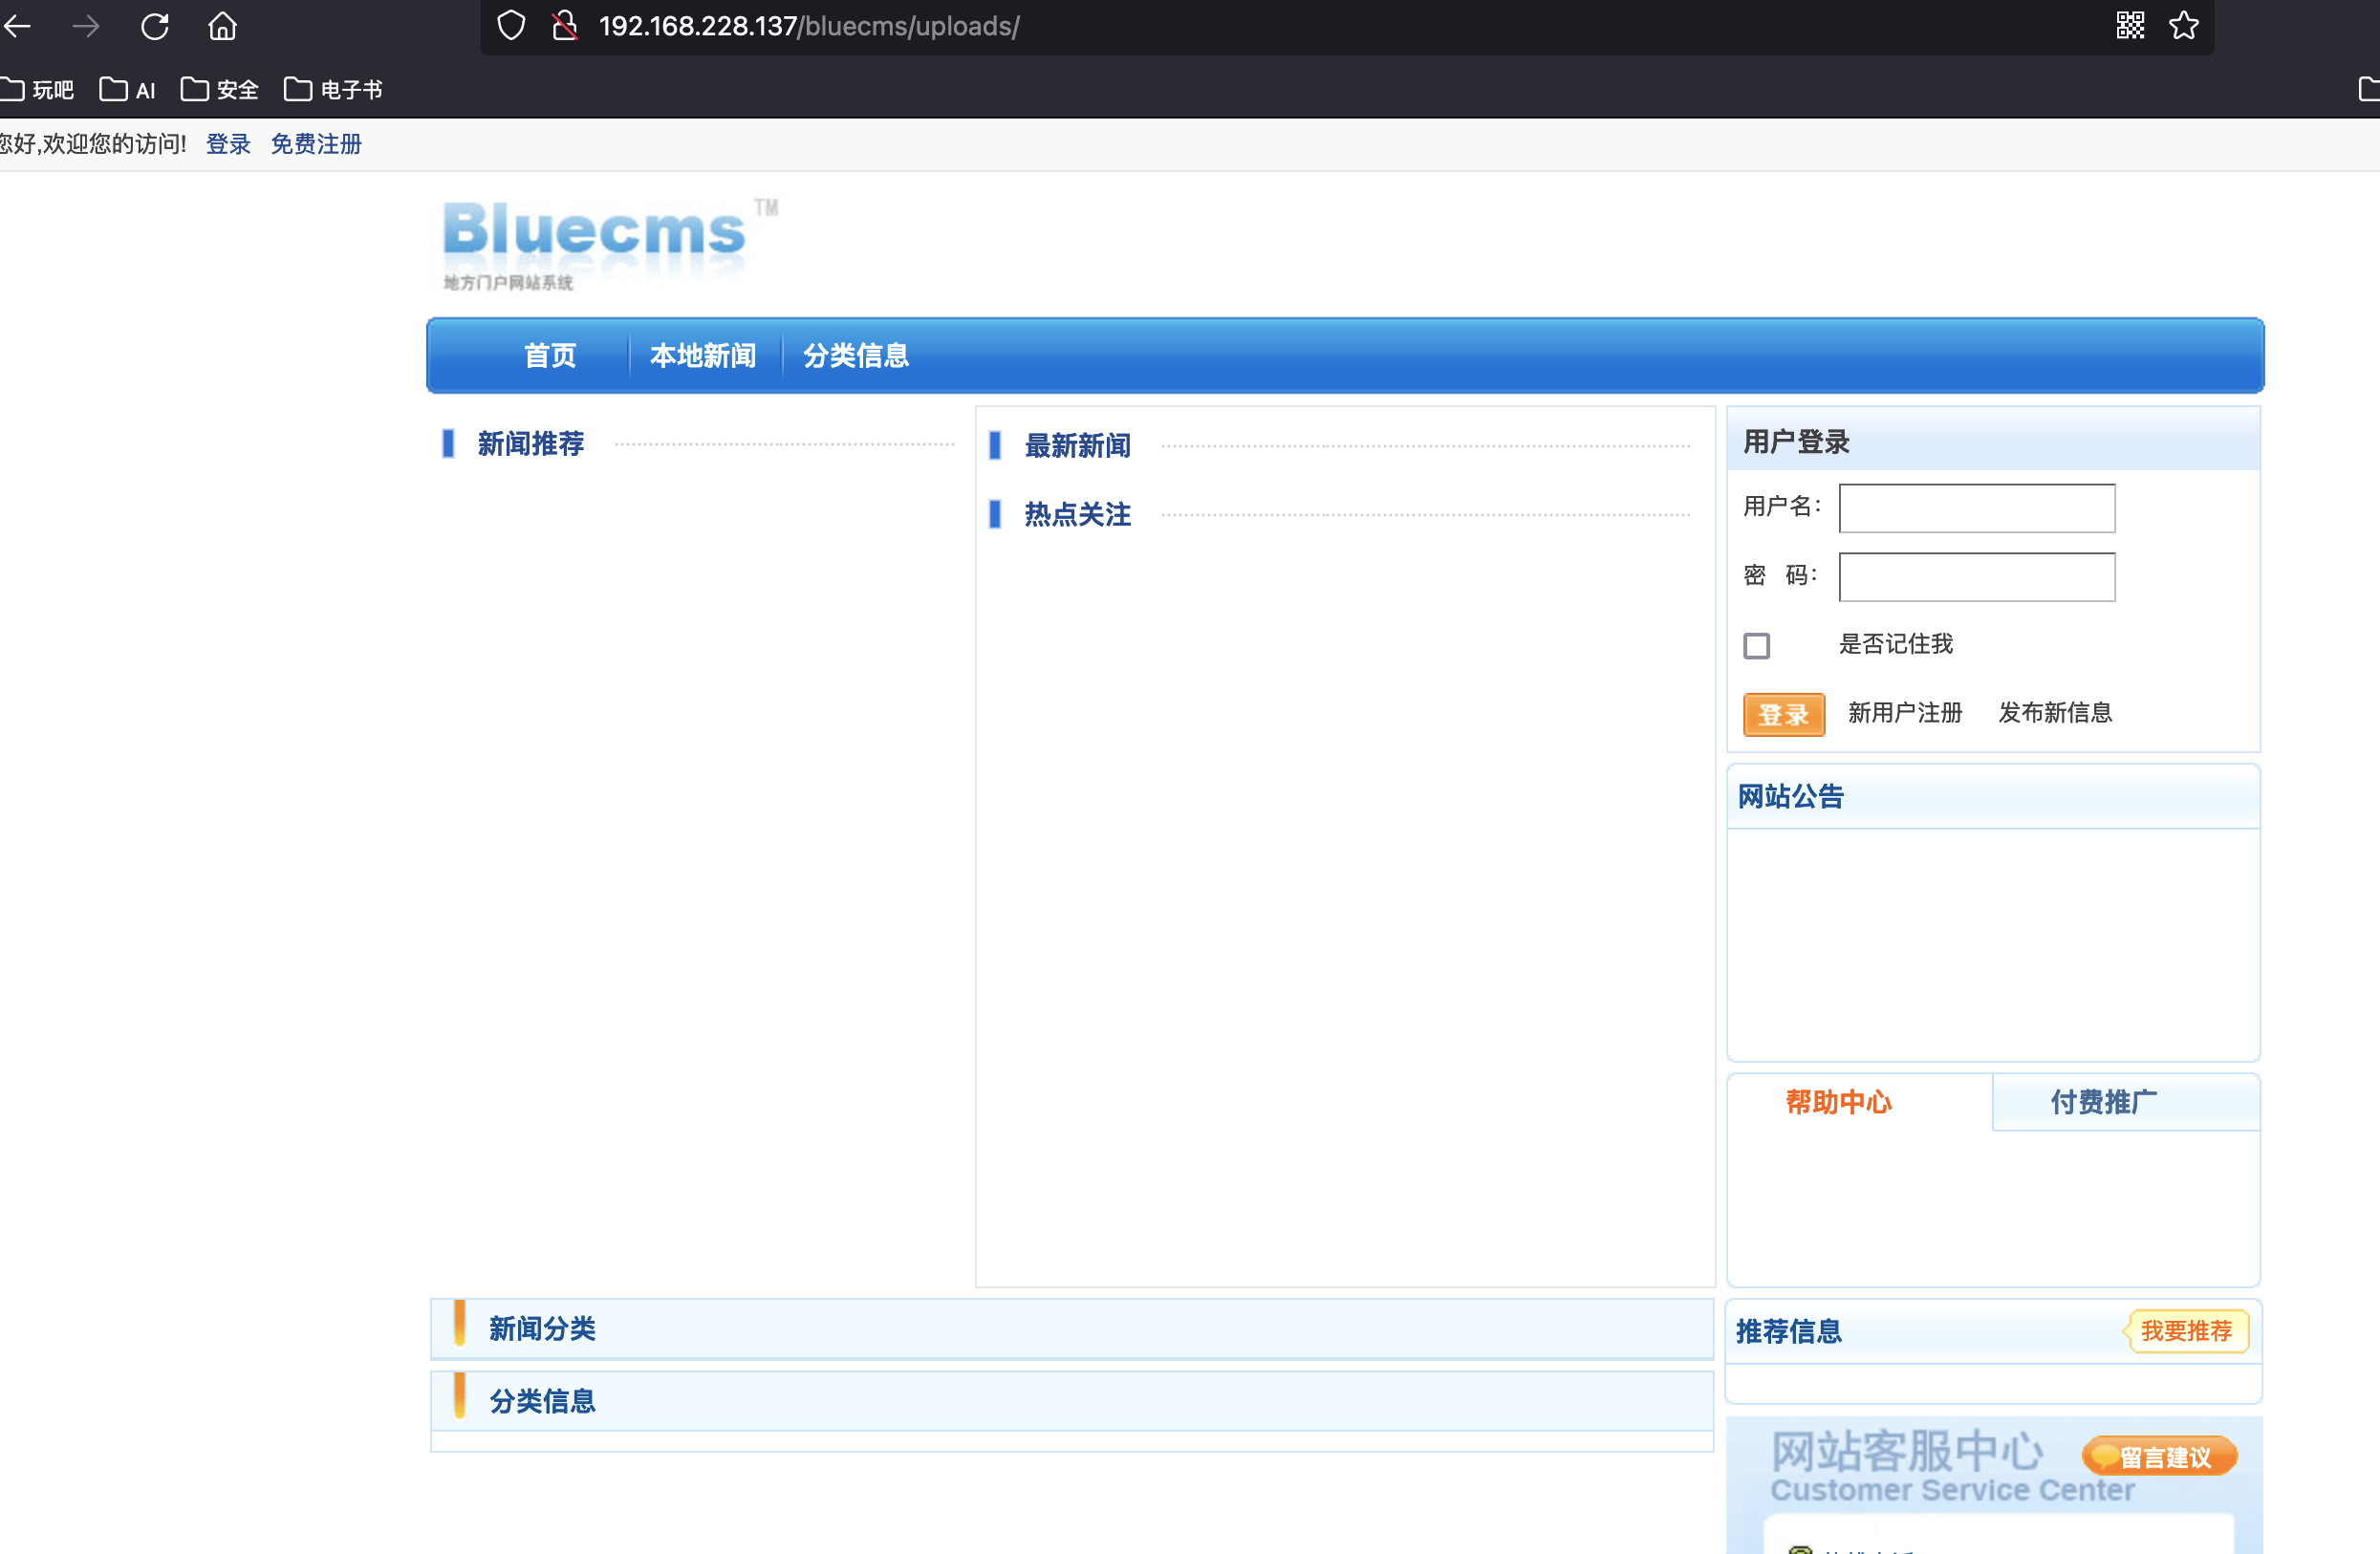 192.168.228.137/bluecms/uploads/
玩吧 AI 安全 电子书
您好,欢迎您的访问! 登录 免费注册
Bluecms TM
地方门户网站系统
首页 本地新闻 分类信息
新闻推荐
最新新闻
热点关注
用户登录
用户名:
密 码:
是否记住我
登录 新用户注册 发布新信息
网站公告
帮助中心 付费推广
新闻分类
分类信息
推荐信息 我要推荐
网站客服中心 留言建议
Customer Service Center